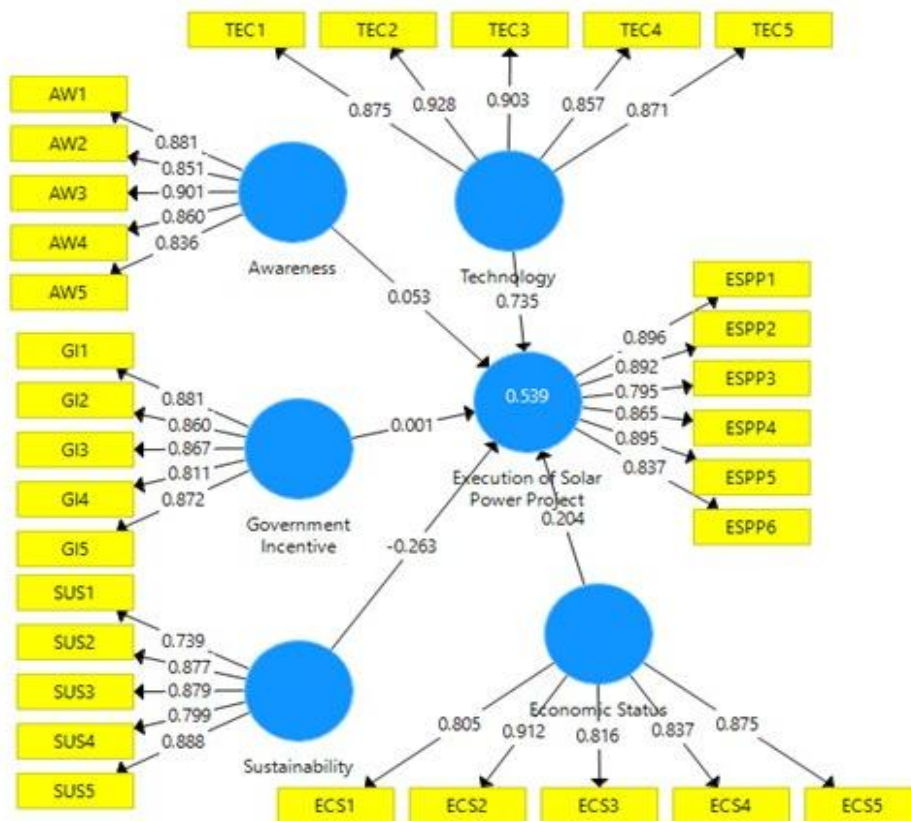 TEC1
TEC2
TEC3
TEC4
TEC5
0.875
0.928
0.903
0.857
0.871
AW1
AW2
AW3
AW4
AW5
0.881
0.851
0.901
0.860
0.836
Awareness
Technology
0.053
0.735
ESPP1
ESPP2
ESPP3
ESPP4
ESPP5
ESPP6
0.896
0.892
0.795
0.865
0.895
0.837
0.539
Execution of Solar
Power Project
GI1
GI2
GI3
GI4
GI5
0.881
0.860
0.867
0.811
0.872
0.001
Government
Incentive
-0.263
0.204
SUS1
SUS2
SUS3
SUS4
SUS5
0.739
0.877
0.879
0.799
0.888
Sustainability
Economic Status
0.805
0.912
0.816
0.837
0.875
ECS1
ECS2
ECS3
ECS4
ECS5